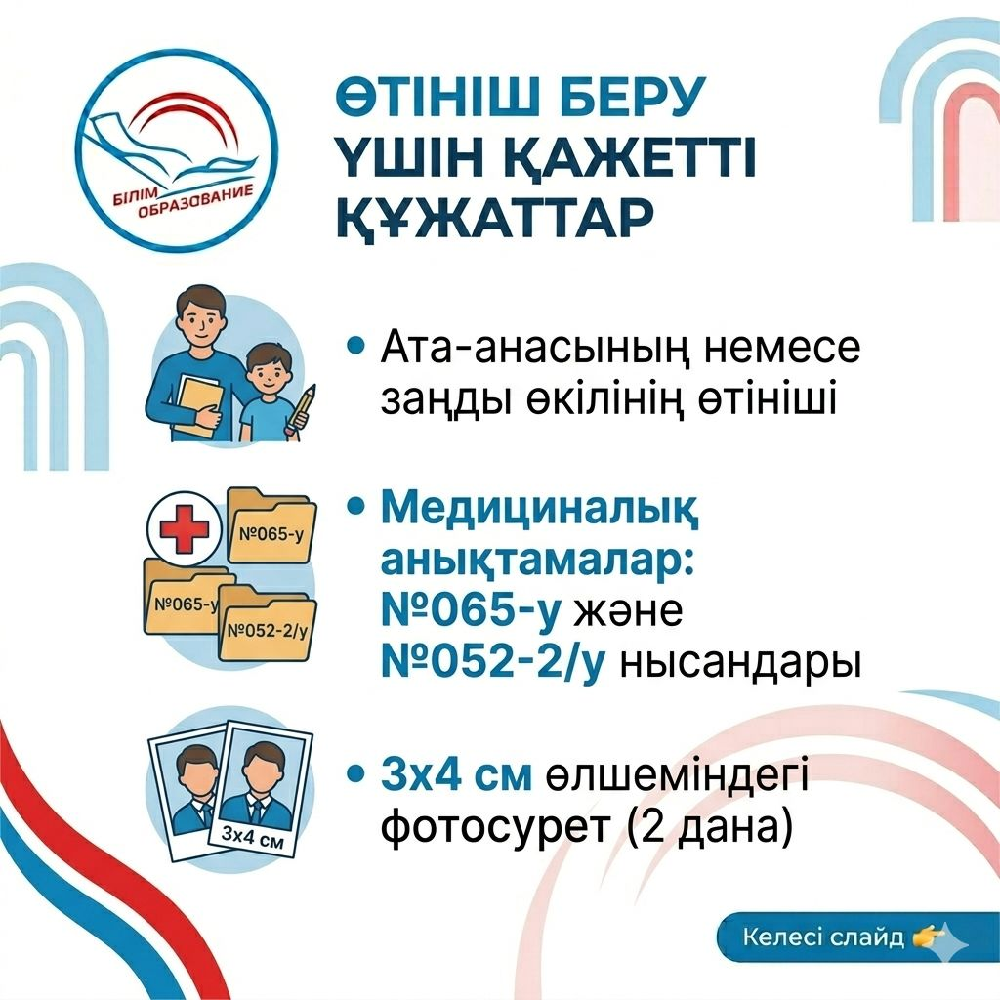 БІЛІМ
ОБРАЗОВАНИЕ
ӨТІНІШ БЕРУ
ҮШІН ҚАЖЕТТІ
ҚҰЖАТТАР
• Ата-анасының немесе
заңды өкілінің өтініші
№065-у
№065-у
№052-2/у
• Медициналық
анықтамалар:
№065-у және
№052-2/у нысандары
3х4 см
• 3х4 см өлшеміндегі
фотосурет (2 дана)
Келесі слайд 👉